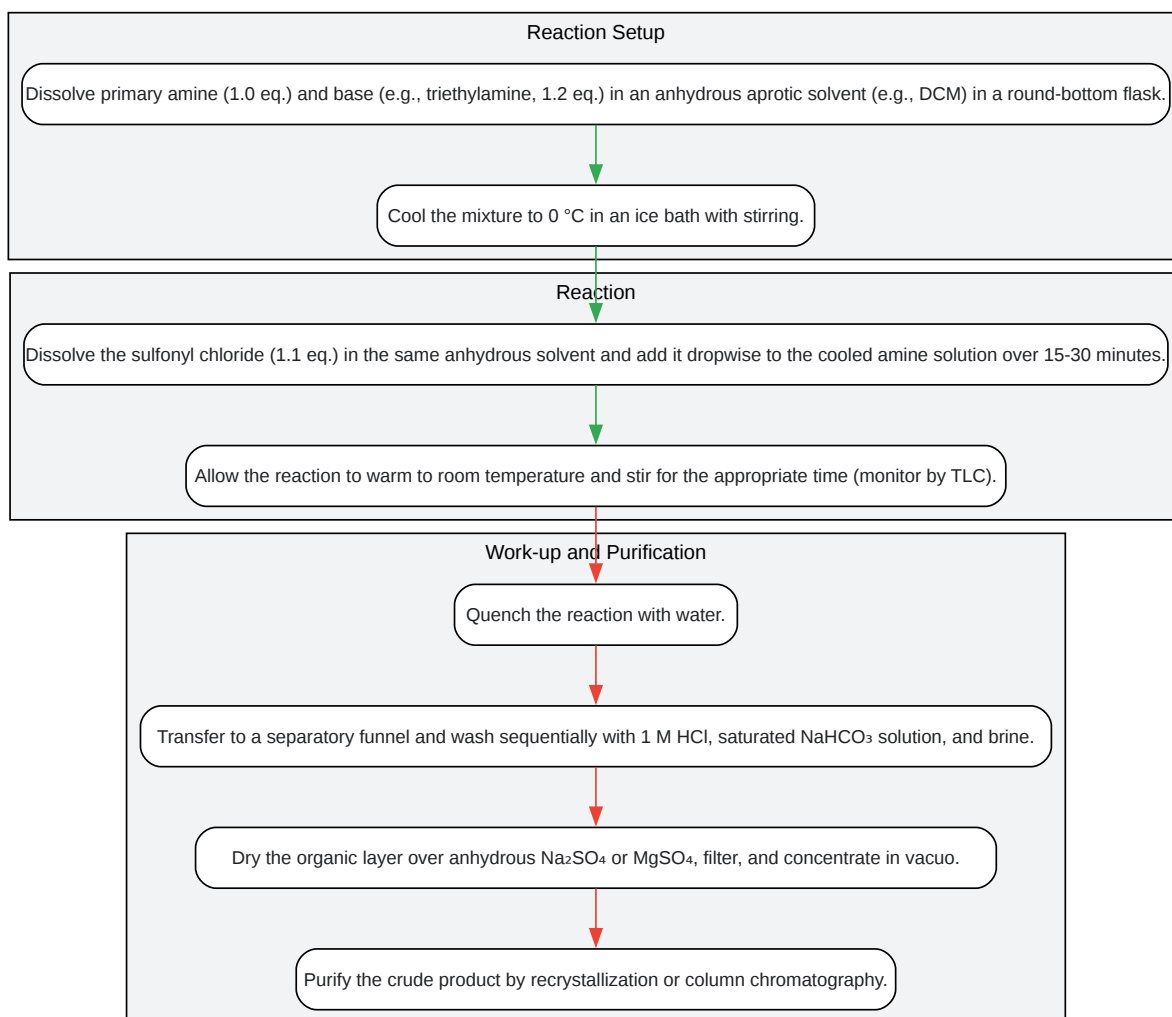 Reaction Setup
Dissolve primary amine (1.0 eq.) and base (e.g., triethylamine, 1.2 eq.) in an anhydrous aprotic solvent (e.g., DCM) in a round-bottom flask.
Cool the mixture to 0 °C in an ice bath with stirring.
Reaction
Dissolve the sulfonyl chloride (1.1 eq.) in the same anhydrous solvent and add it dropwise to the cooled amine solution over 15-30 minutes.
Allow the reaction to warm to room temperature and stir for the appropriate time (monitor by TLC).
Work-up and Purification
Quench the reaction with water.
Transfer to a separatory funnel and wash sequentially with 1 M HCl, saturated NaHCO₃ solution, and brine.
Dry the organic layer over anhydrous Na₂SO₄ or MgSO₄, filter, and concentrate in vacuo.
Purify the crude product by recrystallization or column chromatography.